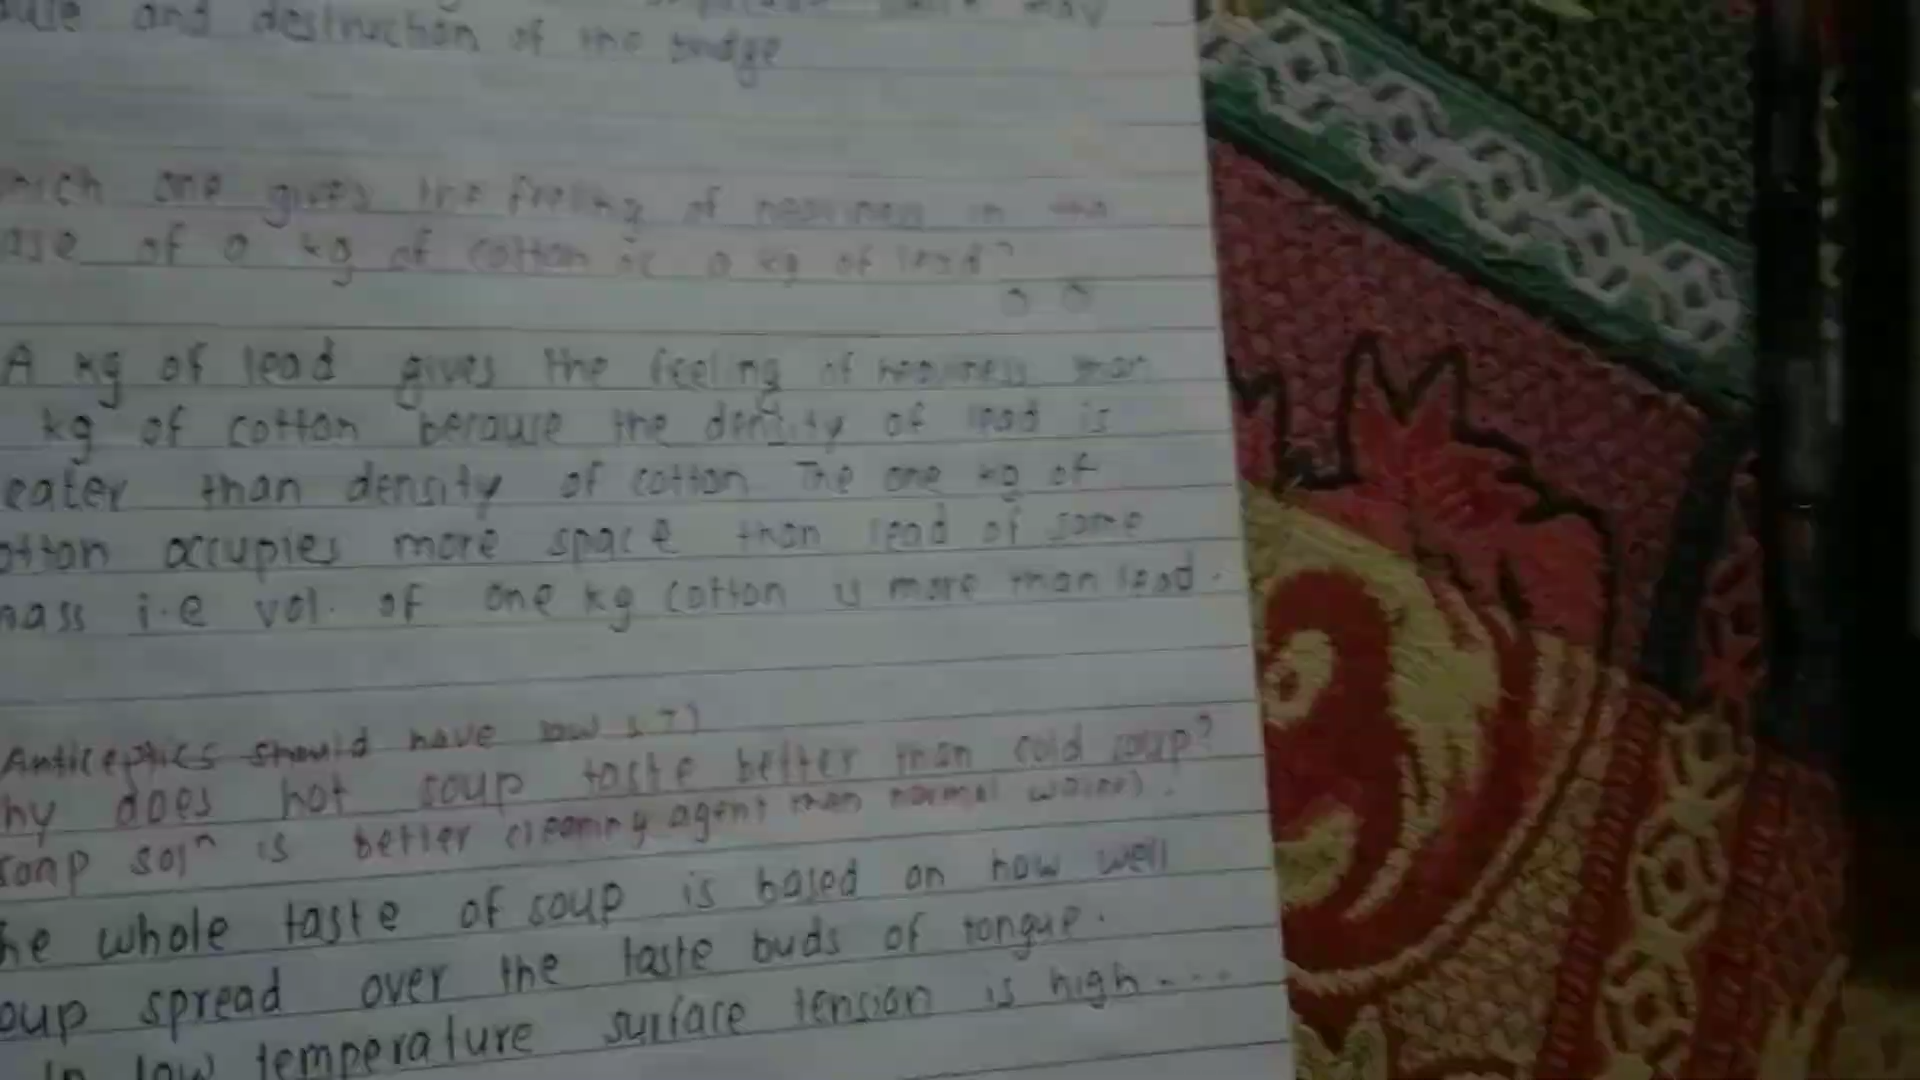 and destruction of the bridge
one gives the feeling of heaviness in the
of a kg of cotton or a kg of lead?
A kg of lead gives the feeling of heaviness than
kg of cotton because the density of lead is
eater than density of cotton The one kg of
otton occupies more space than lead of same
mass i.e vol. of one kg cotton is more than lead.
Anticeptics should have low s.T)
hy does hot soup taste better than cold soup?
soap solⁿ is better cleaning agent than normal water).
he whole taste of soup is based on how well
oup spread over the taste buds of tongue.
In low temperature surface tension is high ....